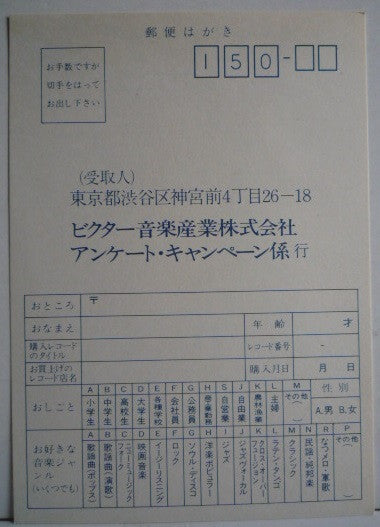 郵便はがき
お手数ですが
切手をはって
お出し下さい
150-
(受取人)
東京都渋谷区神宮前4丁目26-18
ビクター音楽産業株式会社
アンケート・キャンペーン係 行
おところ 〒
おなまえ 年齢 才
購入レコードのタイトル レコード番号 -
お買上げのレコード店名 購入月日 月 日
おしごと
A 小学生
B 中学生
C 高校生
D 大学生
E 各種学校
F 会社員
G 公務員
H 産業勤務
I 自営業
J 自由業
K 農林漁業
L 主婦
M その他( )
性別
A.男 B.女
お好きな音楽ジャンル(いくつでも)
A 歌謡曲(ポップス)
B 歌謡曲(演歌)
C ニューミュージック フォーク
D 映画音楽
E イージーリスニング
F ロック
G ソウル・ディスコ
H 洋楽ポピュラー
I ジャズ
J ジャズヴォーカル
K クロス・オーバー フュージョン
L ラテン・タンゴ
M クラシック
N 民謡・純邦楽
なつメロ・軍歌
P その他( )